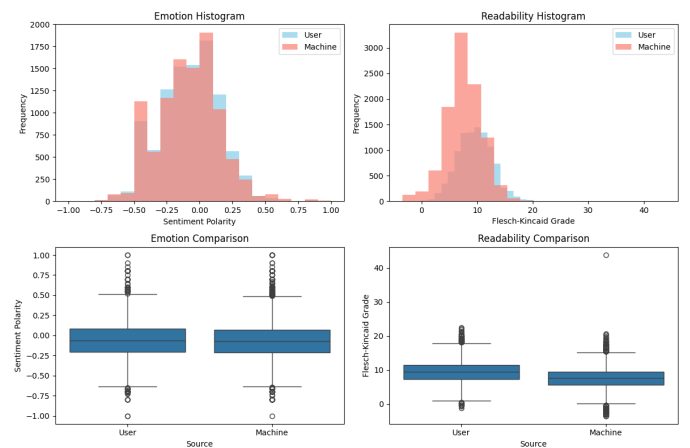 Emotion Histogram
2000
1750
1500
1250
1000
750
500
250
0
Frequency
−1.00 −0.75 −0.50 −0.25 0.00 0.25 0.50 0.75 1.00
Sentiment Polarity
User
Machine
Readability Histogram
3000
2500
2000
1500
1000
500
0
Frequency
0 10 20 30 40
Flesch-Kincaid Grade
User
Machine
Emotion Comparison
1.00
0.75
0.50
0.25
0.00
−0.25
−0.50
−0.75
−1.00
Sentiment Polarity
User Machine
Source
Readability Comparison
40
30
20
10
0
Flesch-Kincaid Grade
User Machine
Source